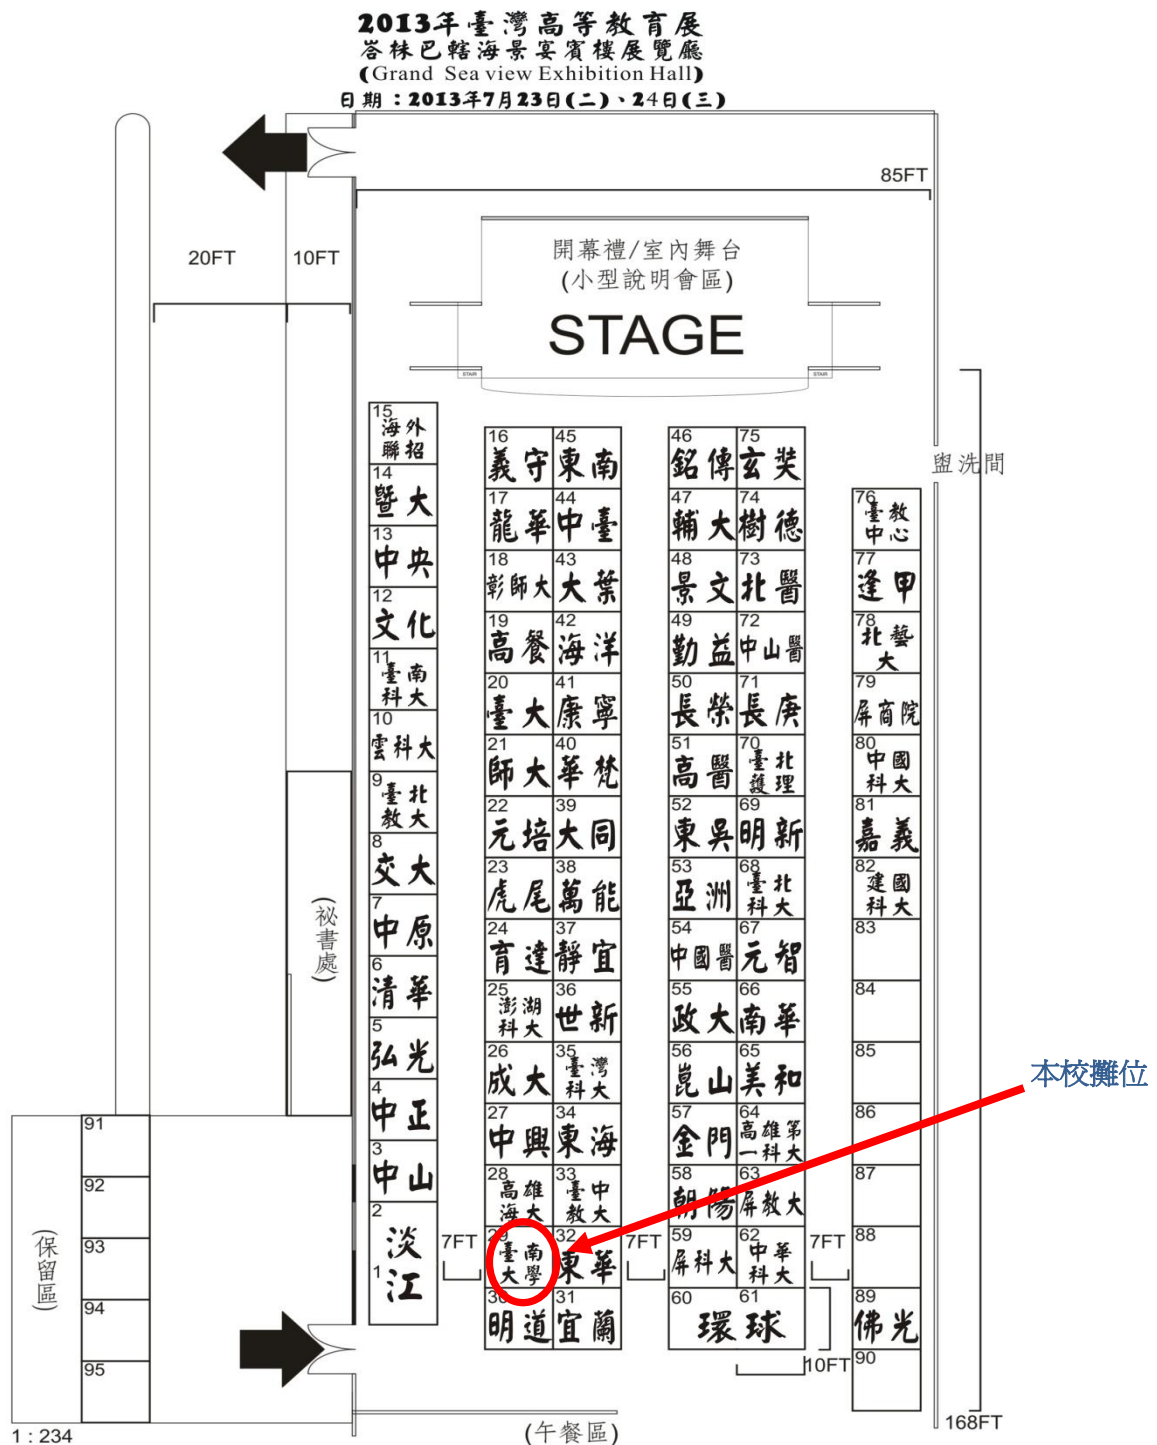 2013年臺灣高等教育展
峇株巴轄海景宴賓樓展覽廳
(Grand Sea view Exhibition Hall)
日期：2013年7月23日(二)、24日(三)
85FT
20FT
10FT
開幕禮/室內舞台
(小型說明會區)
STAGE
STAIR
STAIR
盥洗間
15
海外
聯招
14
暨大
13
中央
12
文化
11
臺南
科大
10
雲科大
9
臺北
教大
8
交大
7
中原
6
清華
5
弘光
4
中正
3
中山
2
淡
1
江
16
義守
45
東南
17
龍華
44
中臺
18
彰師大
43
大葉
19
高餐
42
海洋
20
臺大
41
康寧
21
師大
40
華梵
22
元培
39
大同
23
虎尾
38
萬能
24
育達
37
靜宜
25
澎湖
科大
36
世新
26
成大
35
臺灣
科大
27
中興
34
東海
28
高雄
海大
33
臺中
教大
29
臺南
大學
32
東華
30
明道
31
宜蘭
46
銘傳
75
玄奘
47
輔大
74
樹德
48
景文
73
北醫
49
勤益
72
中山醫
50
長榮
71
長庚
51
高醫
70
臺北
護理
52
東吳
69
明新
53
亞洲
68
臺北
科大
54
中國醫
67
元智
55
政大
66
南華
56
崑山
65
美和
57
金門
64
高雄第
一科大
58
朝陽
63
屏教大
59
屏科大
62
中華
科大
60
61
環球
76
臺教
中心
77
逢甲
78
北藝
大
79
屏商院
80
中國
科大
81
嘉義
82
建國
科大
83
84
85
86
87
88
89
佛光
90
本校攤位
(祕書處)
91
92
93
94
95
(保留區)
7FT
7FT
7FT
10FT
168FT
(午餐區)
1 : 234